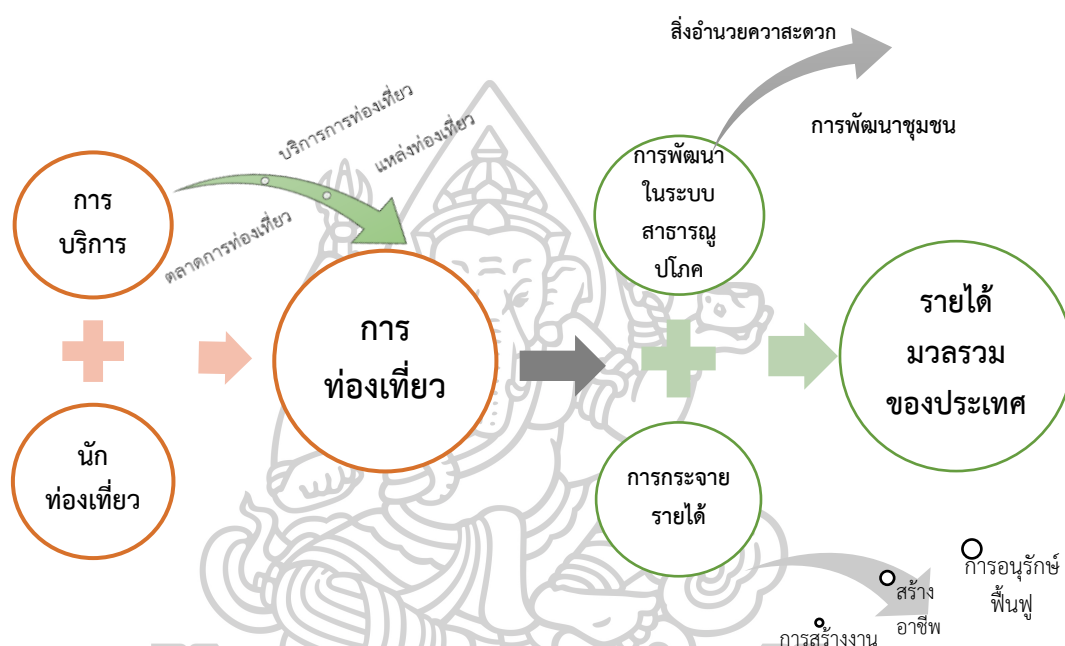 สิ่งอำนวยควาสะดวก
การพัฒนาชุมชน
บริการการท่องเที่ยว
แหล่งท่องเที่ยว
ตลาดการท่องเที่ยว
การ
บริการ
นัก
ท่องเที่ยว
การ
ท่องเที่ยว
การพัฒนา
ในระบบ
สาธารณู
ปโภค
การกระจาย
รายได้
รายได้
มวลรวม
ของประเทศ
การสร้างงาน
สร้าง
อาชีพ
การอนุรักษ์
ฟื้นฟู